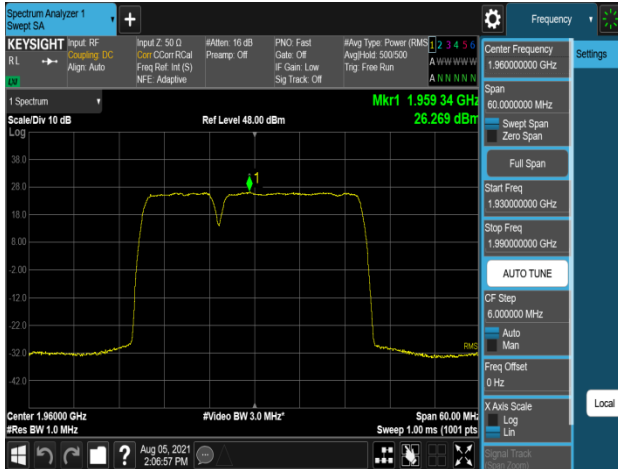 Spectrum Analyzer 1
Swept SA
+
Frequency
KEYSIGHT
RL
LV
Input: RF
Coupling: DC
Align: Auto
Input Z: 50 Ω
Corr CCorr RCal
Freq Ref: Int (S)
NFE: Adaptive
#Atten: 16 dB
Preamp: Off
PNO: Fast
Gate: Off
IF Gain: Low
Sig Track: Off
#Avg Type: Power (RMS
Avg|Hold: 500/500
Trig: Free Run
1 2 3 4 5 6
A W W W W W
A N N N N N
1 Spectrum
Scale/Div 10 dB
Log
Ref Level 48.00 dBm
Mkr1 1.959 34 GHz
26.269 dBm
38.0
28.0
18.0
8.00
-2.00
-12.0
-22.0
-32.0
-42.0
1
RMS
Center 1.96000 GHz
#Res BW 1.0 MHz
#Video BW 3.0 MHz*
Span 60.00 MHz
Sweep 1.00 ms (1001 pts)
Aug 05, 2021
2:06:57 PM
?
Center Frequency
1.960000000 GHz
Settings
Span
60.0000000 MHz
Swept Span
Zero Span
Full Span
Start Freq
1.930000000 GHz
Stop Freq
1.990000000 GHz
AUTO TUNE
CF Step
6.000000 MHz
Auto
Man
Freq Offset
0 Hz
X Axis Scale
Log
Lin
Local
Signal Track
(Span Zoom)